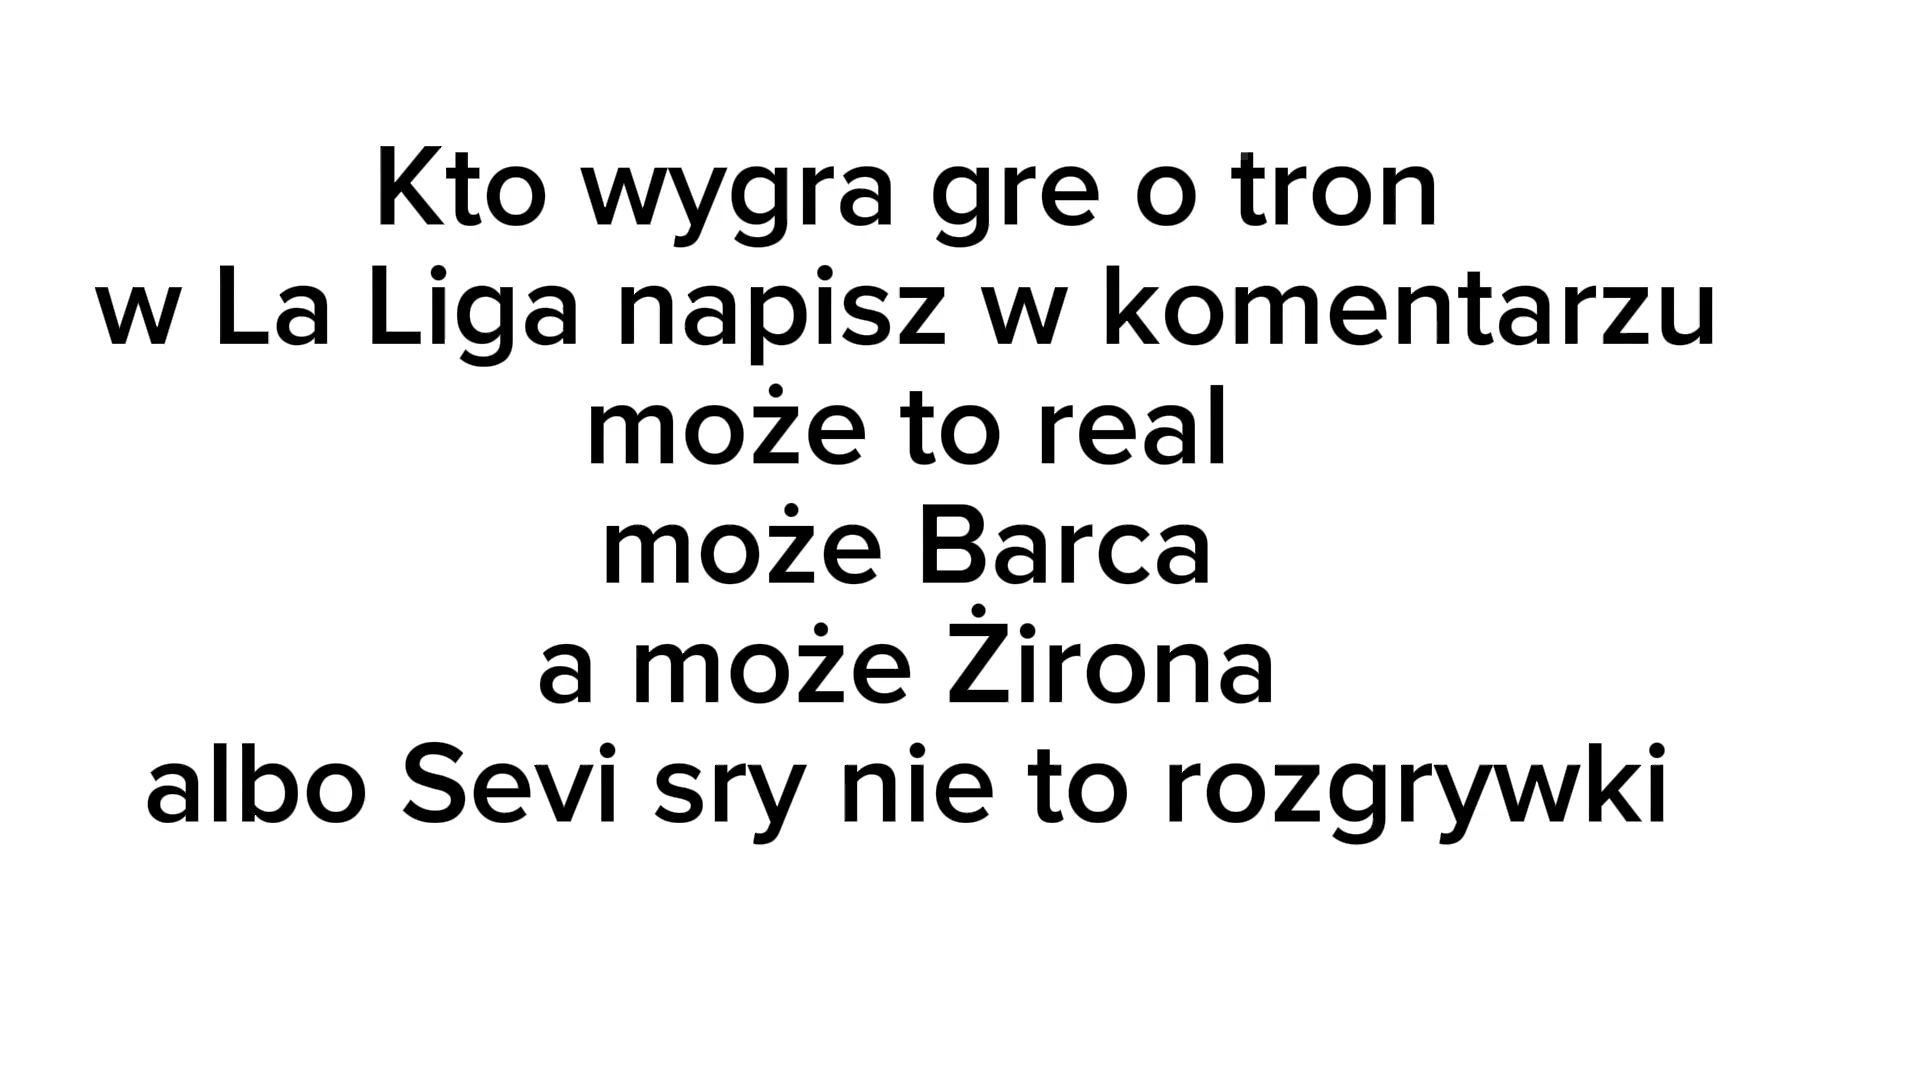 Kto wygra gre o tron
w La Liga napisz w komentarzu
może to real
może Barca
a może Żirona
albo Sevi sry nie to rozgrywki